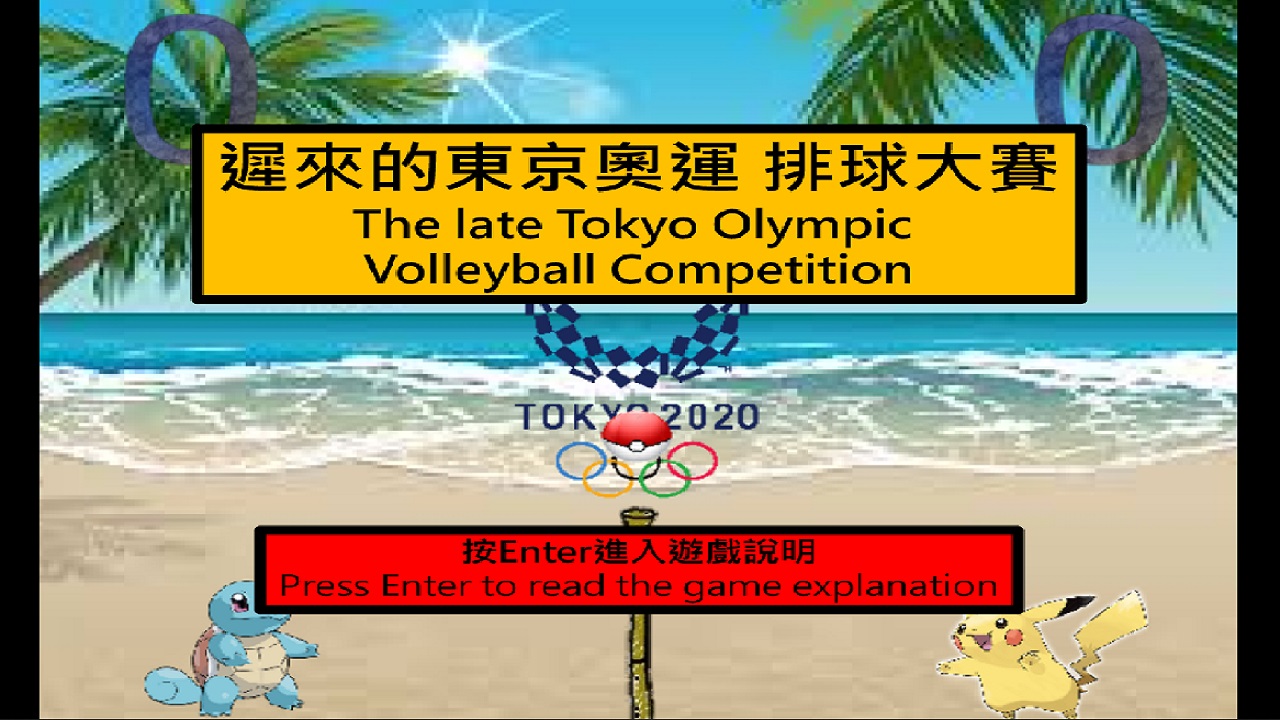 0 0
遲來的東京奧運 排球大賽
The late Tokyo Olympic
Volleyball Competition
TOKYO 2020
按Enter進入遊戲說明
Press Enter to read the game explanation